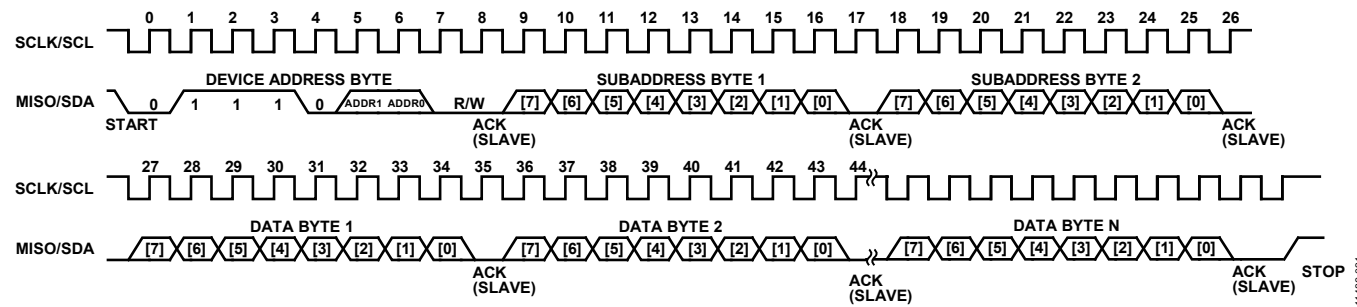 0 1 2 3 4 5 6 7 8 9 10 11 12 13 14 15 16 17 18 19 20 21 22 23 24 25 26
SCLK/SCL
DEVICE ADDRESS BYTE SUBADDRESS BYTE 1 SUBADDRESS BYTE 2
MISO/SDA 0 1 1 1 0 ADDR1 ADDR0 R/W [7] [6] [5] [4] [3] [2] [1] [0] [7] [6] [5] [4] [3] [2] [1] [0]
START ACK (SLAVE) ACK (SLAVE) ACK (SLAVE)
27 28 29 30 31 32 33 34 35 36 37 38 39 40 41 42 43 44
SCLK/SCL
DATA BYTE 1 DATA BYTE 2 DATA BYTE N
MISO/SDA [7] [6] [5] [4] [3] [2] [1] [0] [7] [6] [5] [4] [3] [2] [1] [0] [7] [6] [5] [4] [3] [2] [1] [0]
ACK (SLAVE) ACK (SLAVE) ACK (SLAVE) STOP